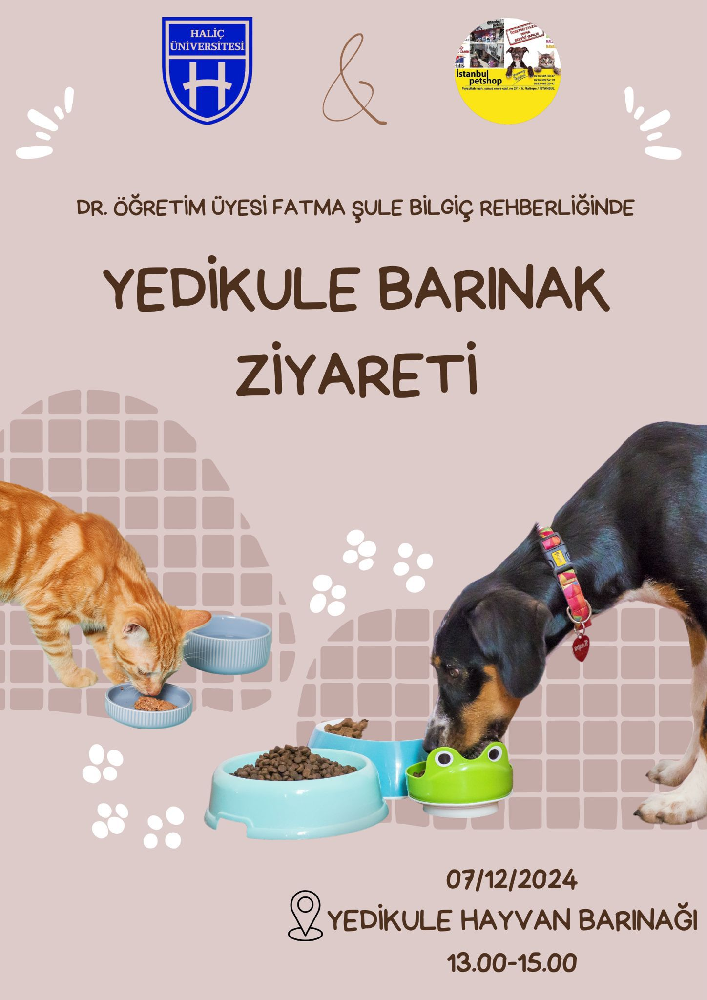 HALİÇ
ÜNİVERSİTESİ
&
istanbul
petshop
ÜCRETSİZ EVLERE
MAMA
SERVİSİ YAPILIR
Hill's
petshop
İstanbul
petshop
0216 305 30 47
0216 399 52 19
0552 463 30 47
Feyzullah mah. yunus emre cad. no 2/1 - A. Maltepe / İSTANBUL
DR. ÖĞRETİM ÜYESİ FATMA ŞULE BİLGİÇ REHBERLİĞİNDE
YEDİKULE BARINAK
ZİYARETİ
07/12/2024
YEDİKULE HAYVAN BARINAĞI
13.00-15.00